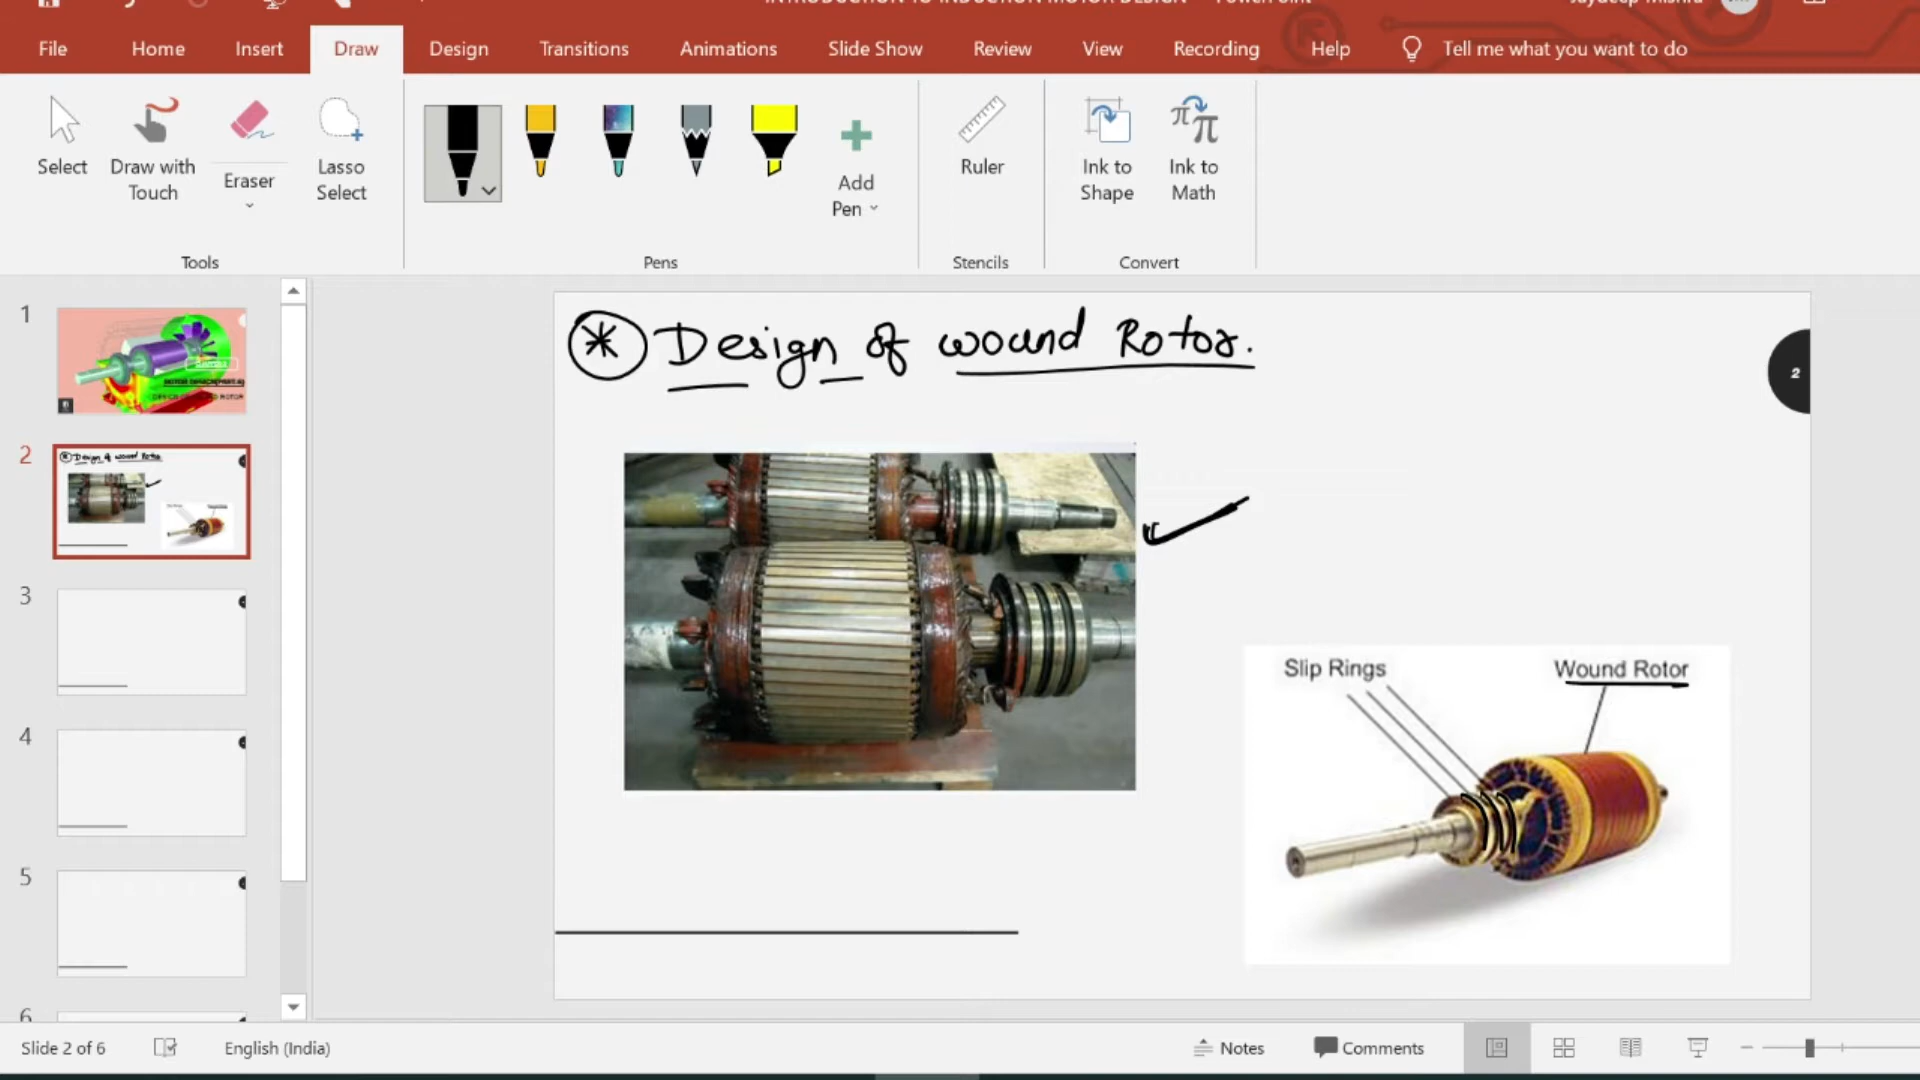 File Home Insert Draw Design Transitions Animations Slide Show Review View Recording Help Tell me what you want to do
Select
Draw with
Touch
Eraser
Lasso
Select
Add
Pen
Ruler
Ink to
Shape
Ink to
Math
Tools
Pens
Stencils
Convert
1
2
3
4
5
6
* Design of wound Rotor.
2
Slip Rings
Wound Rotor
Slide 2 of 6
English (India)
Notes
Comments